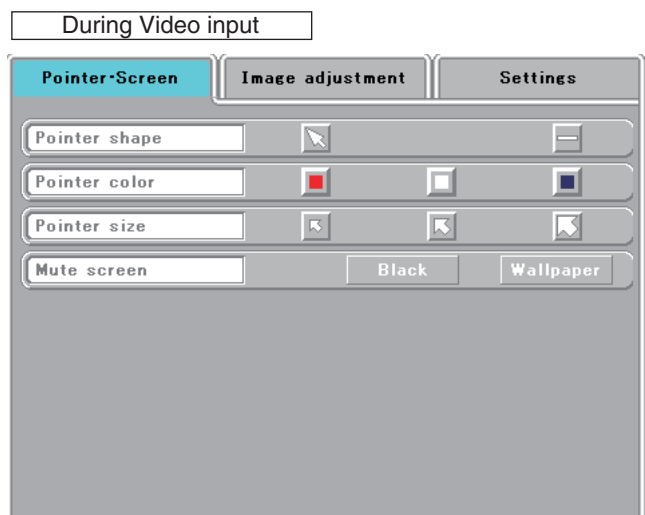 During Video input
Pointer·Screen Image adjustment Settings
Pointer shape
Pointer color
Pointer size
Mute screen Black Wallpaper